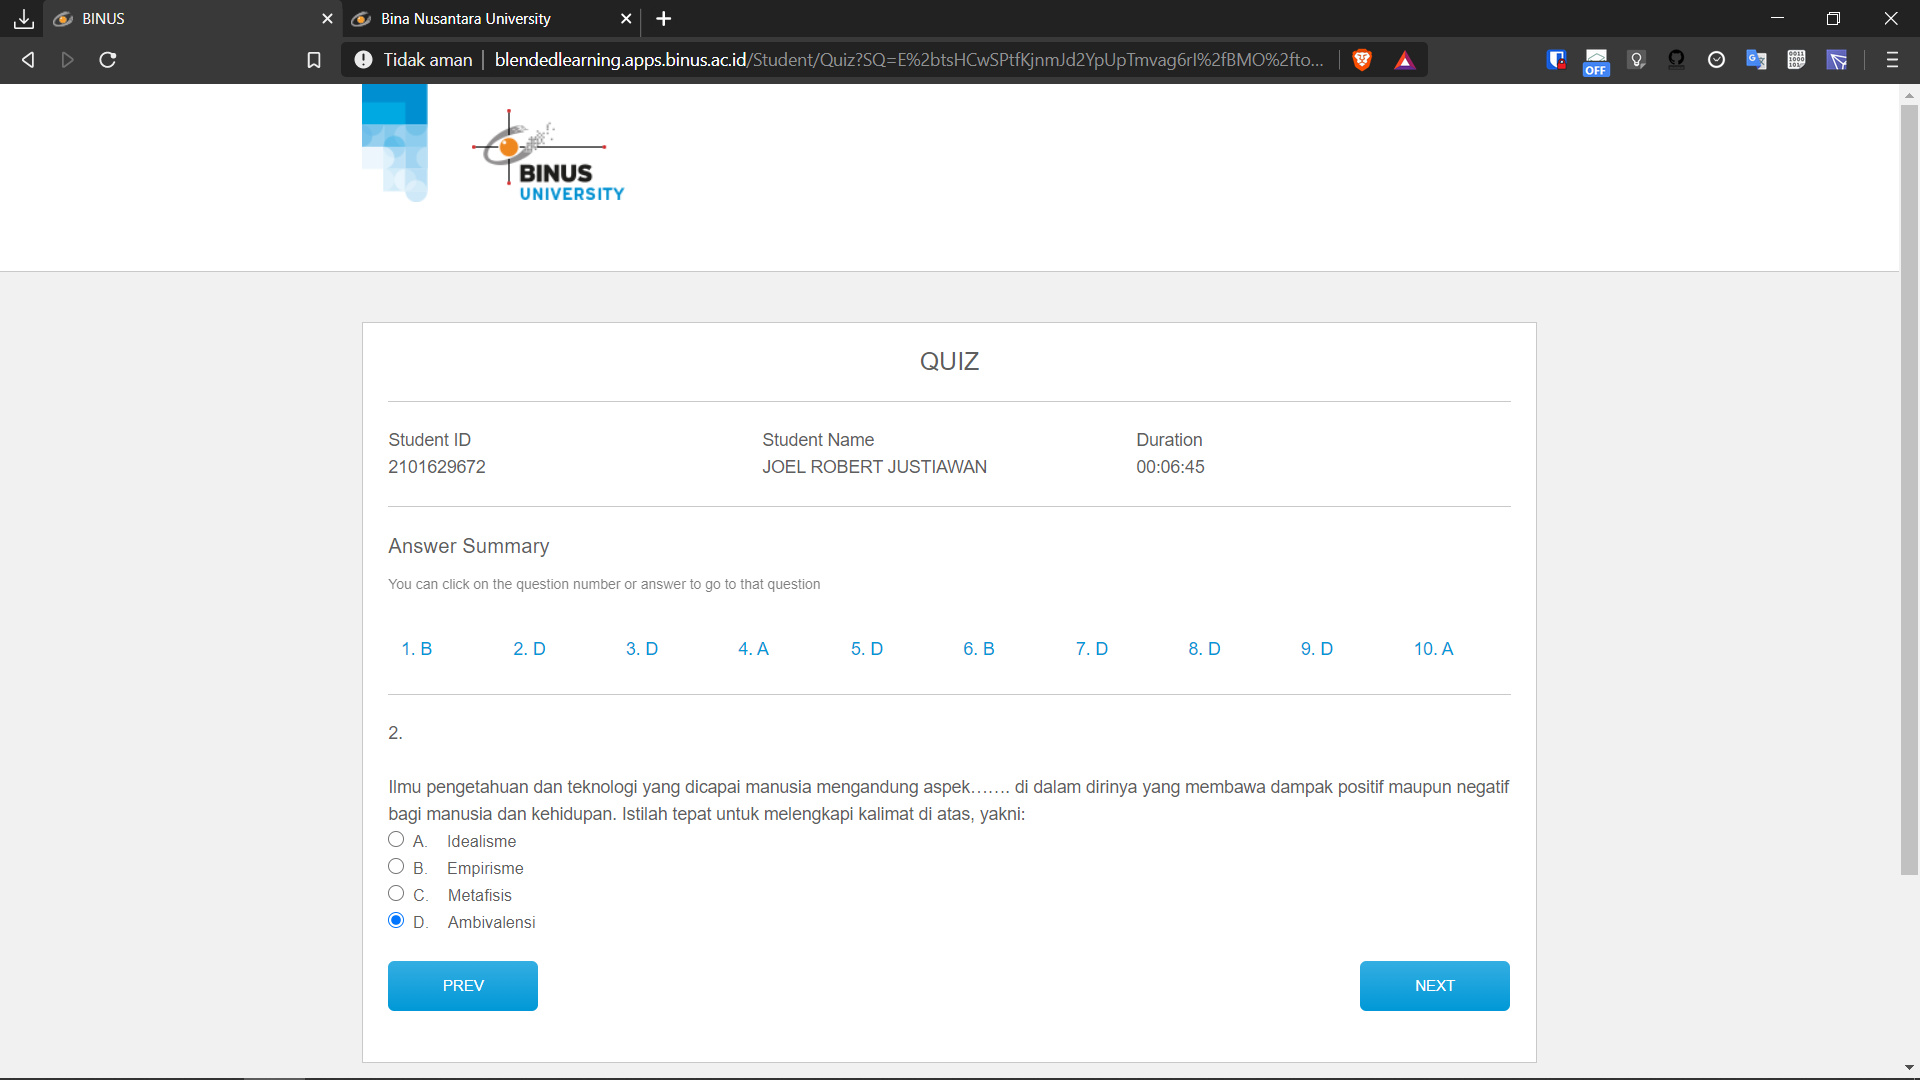 BINUS
Bina Nusantara University
Tidak aman
blendedlearning.apps.binus.ac.id/Student/Quiz?SQ=E%2btsHCwSPtfKjnmJd2YpUpTmvag6rI%2fBMO%2fto...
OFF
BINUS
UNIVERSITY
QUIZ
Student ID
Student Name
Duration
2101629672
JOEL ROBERT JUSTIAWAN
00:06:45
Answer Summary
You can click on the question number or answer to go to that question
1. B 2. D 3. D 4. A 5. D 6. B 7. D 8. D 9. D 10. A
2.
Ilmu pengetahuan dan teknologi yang dicapai manusia mengandung aspek……. di dalam dirinya yang membawa dampak positif maupun negatif
bagi manusia dan kehidupan. Istilah tepat untuk melengkapi kalimat di atas, yakni:
A. Idealisme
B. Empirisme
C. Metafisis
D. Ambivalensi
PREV
NEXT